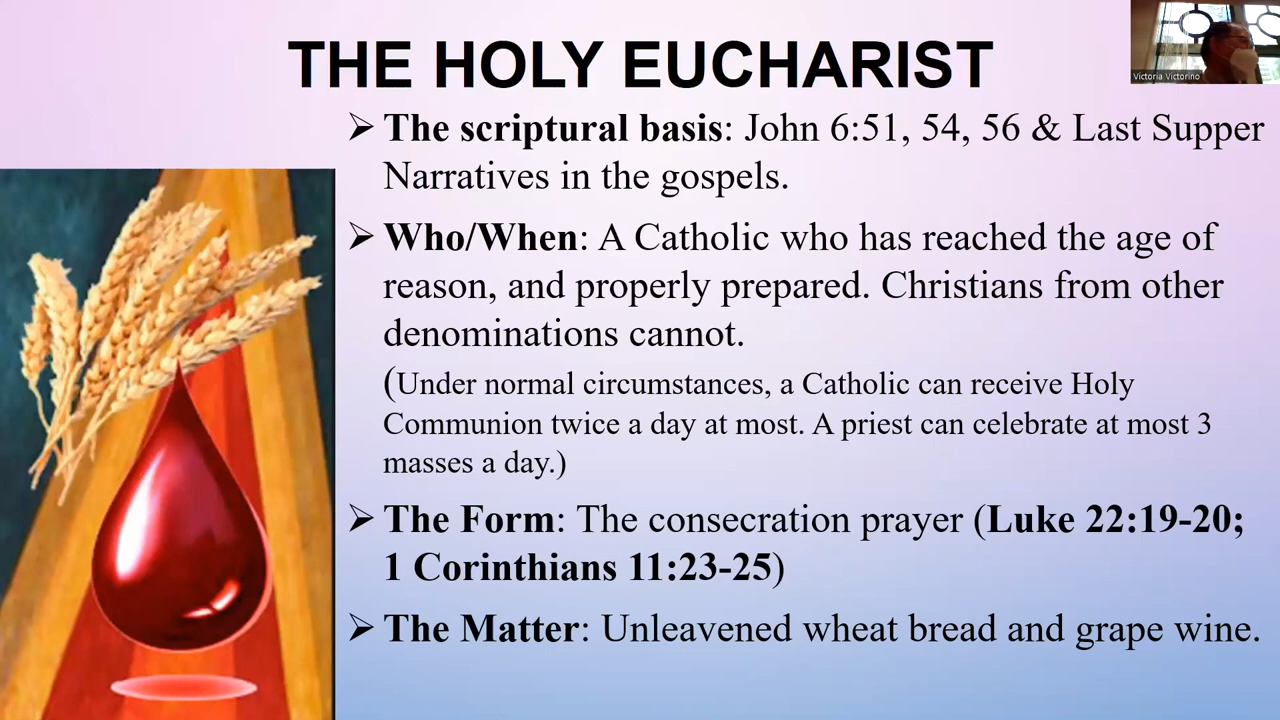 THE HOLY EUCHARIST
Victoria Victorino
➢ The scriptural basis: John 6:51, 54, 56 & Last Supper
Narratives in the gospels.
➢ Who/When: A Catholic who has reached the age of
reason, and properly prepared. Christians from other
denominations cannot.
(Under normal circumstances, a Catholic can receive Holy
Communion twice a day at most. A priest can celebrate at most 3
masses a day.)
➢ The Form: The consecration prayer (Luke 22:19-20;
1 Corinthians 11:23-25)
➢ The Matter: Unleavened wheat bread and grape wine.